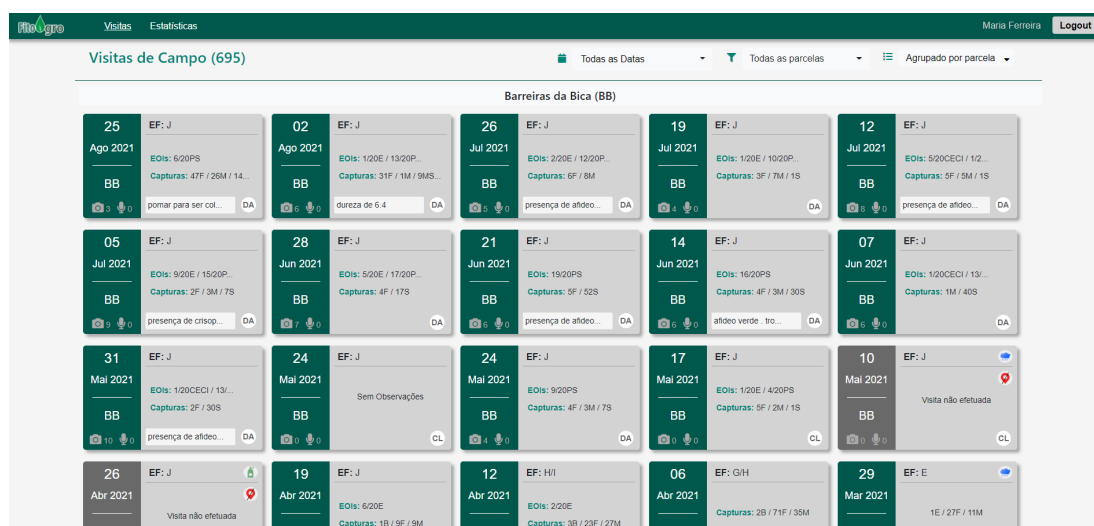 FitoAgro Visitas Estatísticas Maria Ferreira Logout
Visitas de Campo (695) Todas as Datas Todas as parcelas Agrupado por parcela
Barreiras da Bica (BB)
25 EF: J 02 EF: J 26 EF: J 19 EF: J 12 EF: J
Ago 2021 Ago 2021 Jul 2021 Jul 2021 Jul 2021
EOIs: 6/20PS EOIs: 1/20E / 13/20P... EOIs: 2/20E / 12/20P... EOIs: 1/20E / 10/20P... EOIs: 5/20CECI / 1/2...
BB Capturas: 47F / 26M / 14... BB Capturas: 31F / 1M / 9MS... BB Capturas: 6F / 8M BB Capturas: 3F / 7M / 1S BB Capturas: 5F / 5M / 1S
3 0 pomar para ser col... DA 6 0 dureza de 6.4 DA 5 0 presença de afideo... DA 4 0 DA 8 0 presença de afideo... DA
05 EF: J 28 EF: J 21 EF: J 14 EF: J 07 EF: J
Jul 2021 Jun 2021 Jun 2021 Jun 2021 Jun 2021
EOIs: 9/20E / 15/20P... EOIs: 5/20E / 17/20P... EOIs: 19/20PS EOIs: 16/20PS EOIs: 1/20CECI / 13/...
BB Capturas: 2F / 3M / 7S BB Capturas: 4F / 17S BB Capturas: 5F / 52S BB Capturas: 4F / 3M / 30S BB Capturas: 1M / 40S
9 0 presença de crisop... DA 7 0 DA 6 0 presença de afideo... DA 6 0 afideo verde . tro... DA 6 0 DA
31 EF: J 24 EF: J 24 EF: J 17 EF: J 10 EF: J
Mai 2021 Mai 2021 Mai 2021 Mai 2021 Mai 2021
EOIs: 1/20CECI / 13/... Sem Observações EOIs: 9/20PS EOIs: 1/20E / 4/20PS Visita não efetuada
BB Capturas: 2F / 30S BB BB Capturas: 4F / 3M / 7S BB Capturas: 5F / 2M / 1S BB
10 0 presença de afideo... DA 0 0 CL 4 0 DA 0 0 CL 0 0 CL
26 EF: J 19 EF: J 12 EF: H/I 06 EF: G/H 29 EF: E
Abr 2021 Abr 2021 Abr 2021 Abr 2021 Mar 2021
Visita não efetuada EOIs: 6/20E EOIs: 2/20E Capturas: 2B / 71F / 35M 1E / 27F / 11M
Capturas: 1B / 9F / 9M Capturas: 3B / 23F / 27M